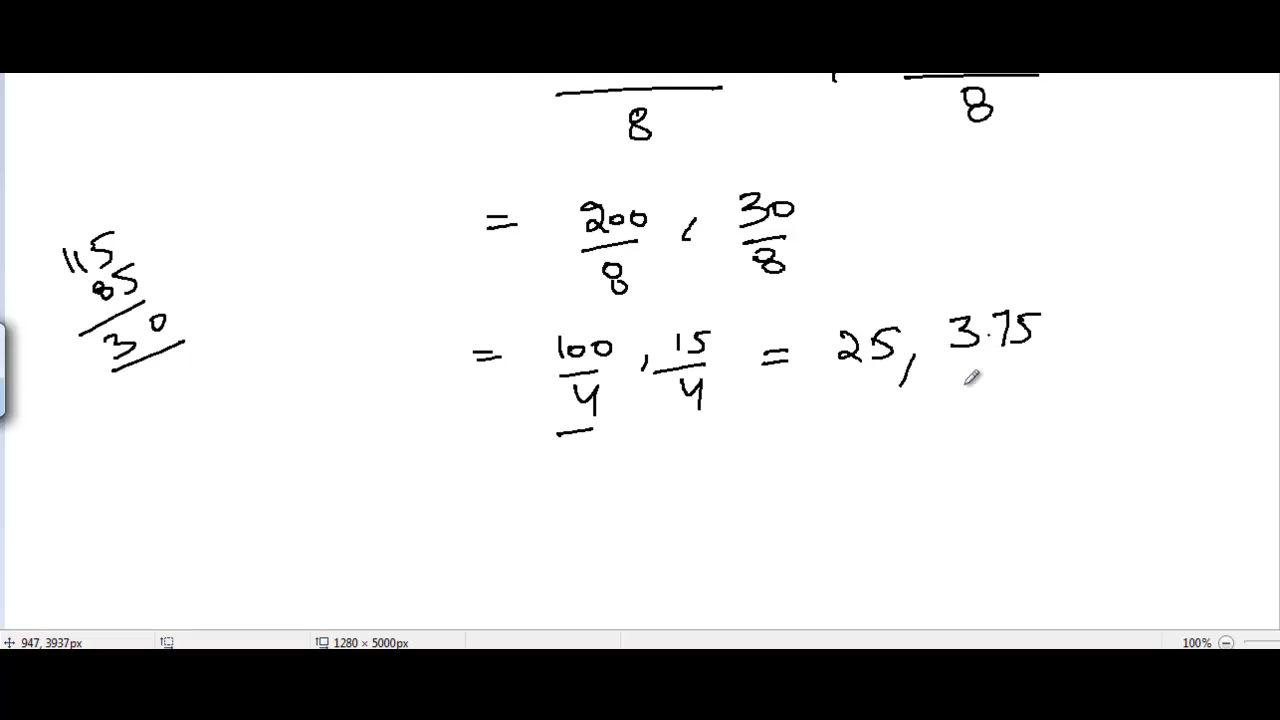 8 8
= 200/8 , 30/8
115
85
30
= 100/4 , 15/4 = 25, 3.75
947, 3937px 1280 × 5000px 100%